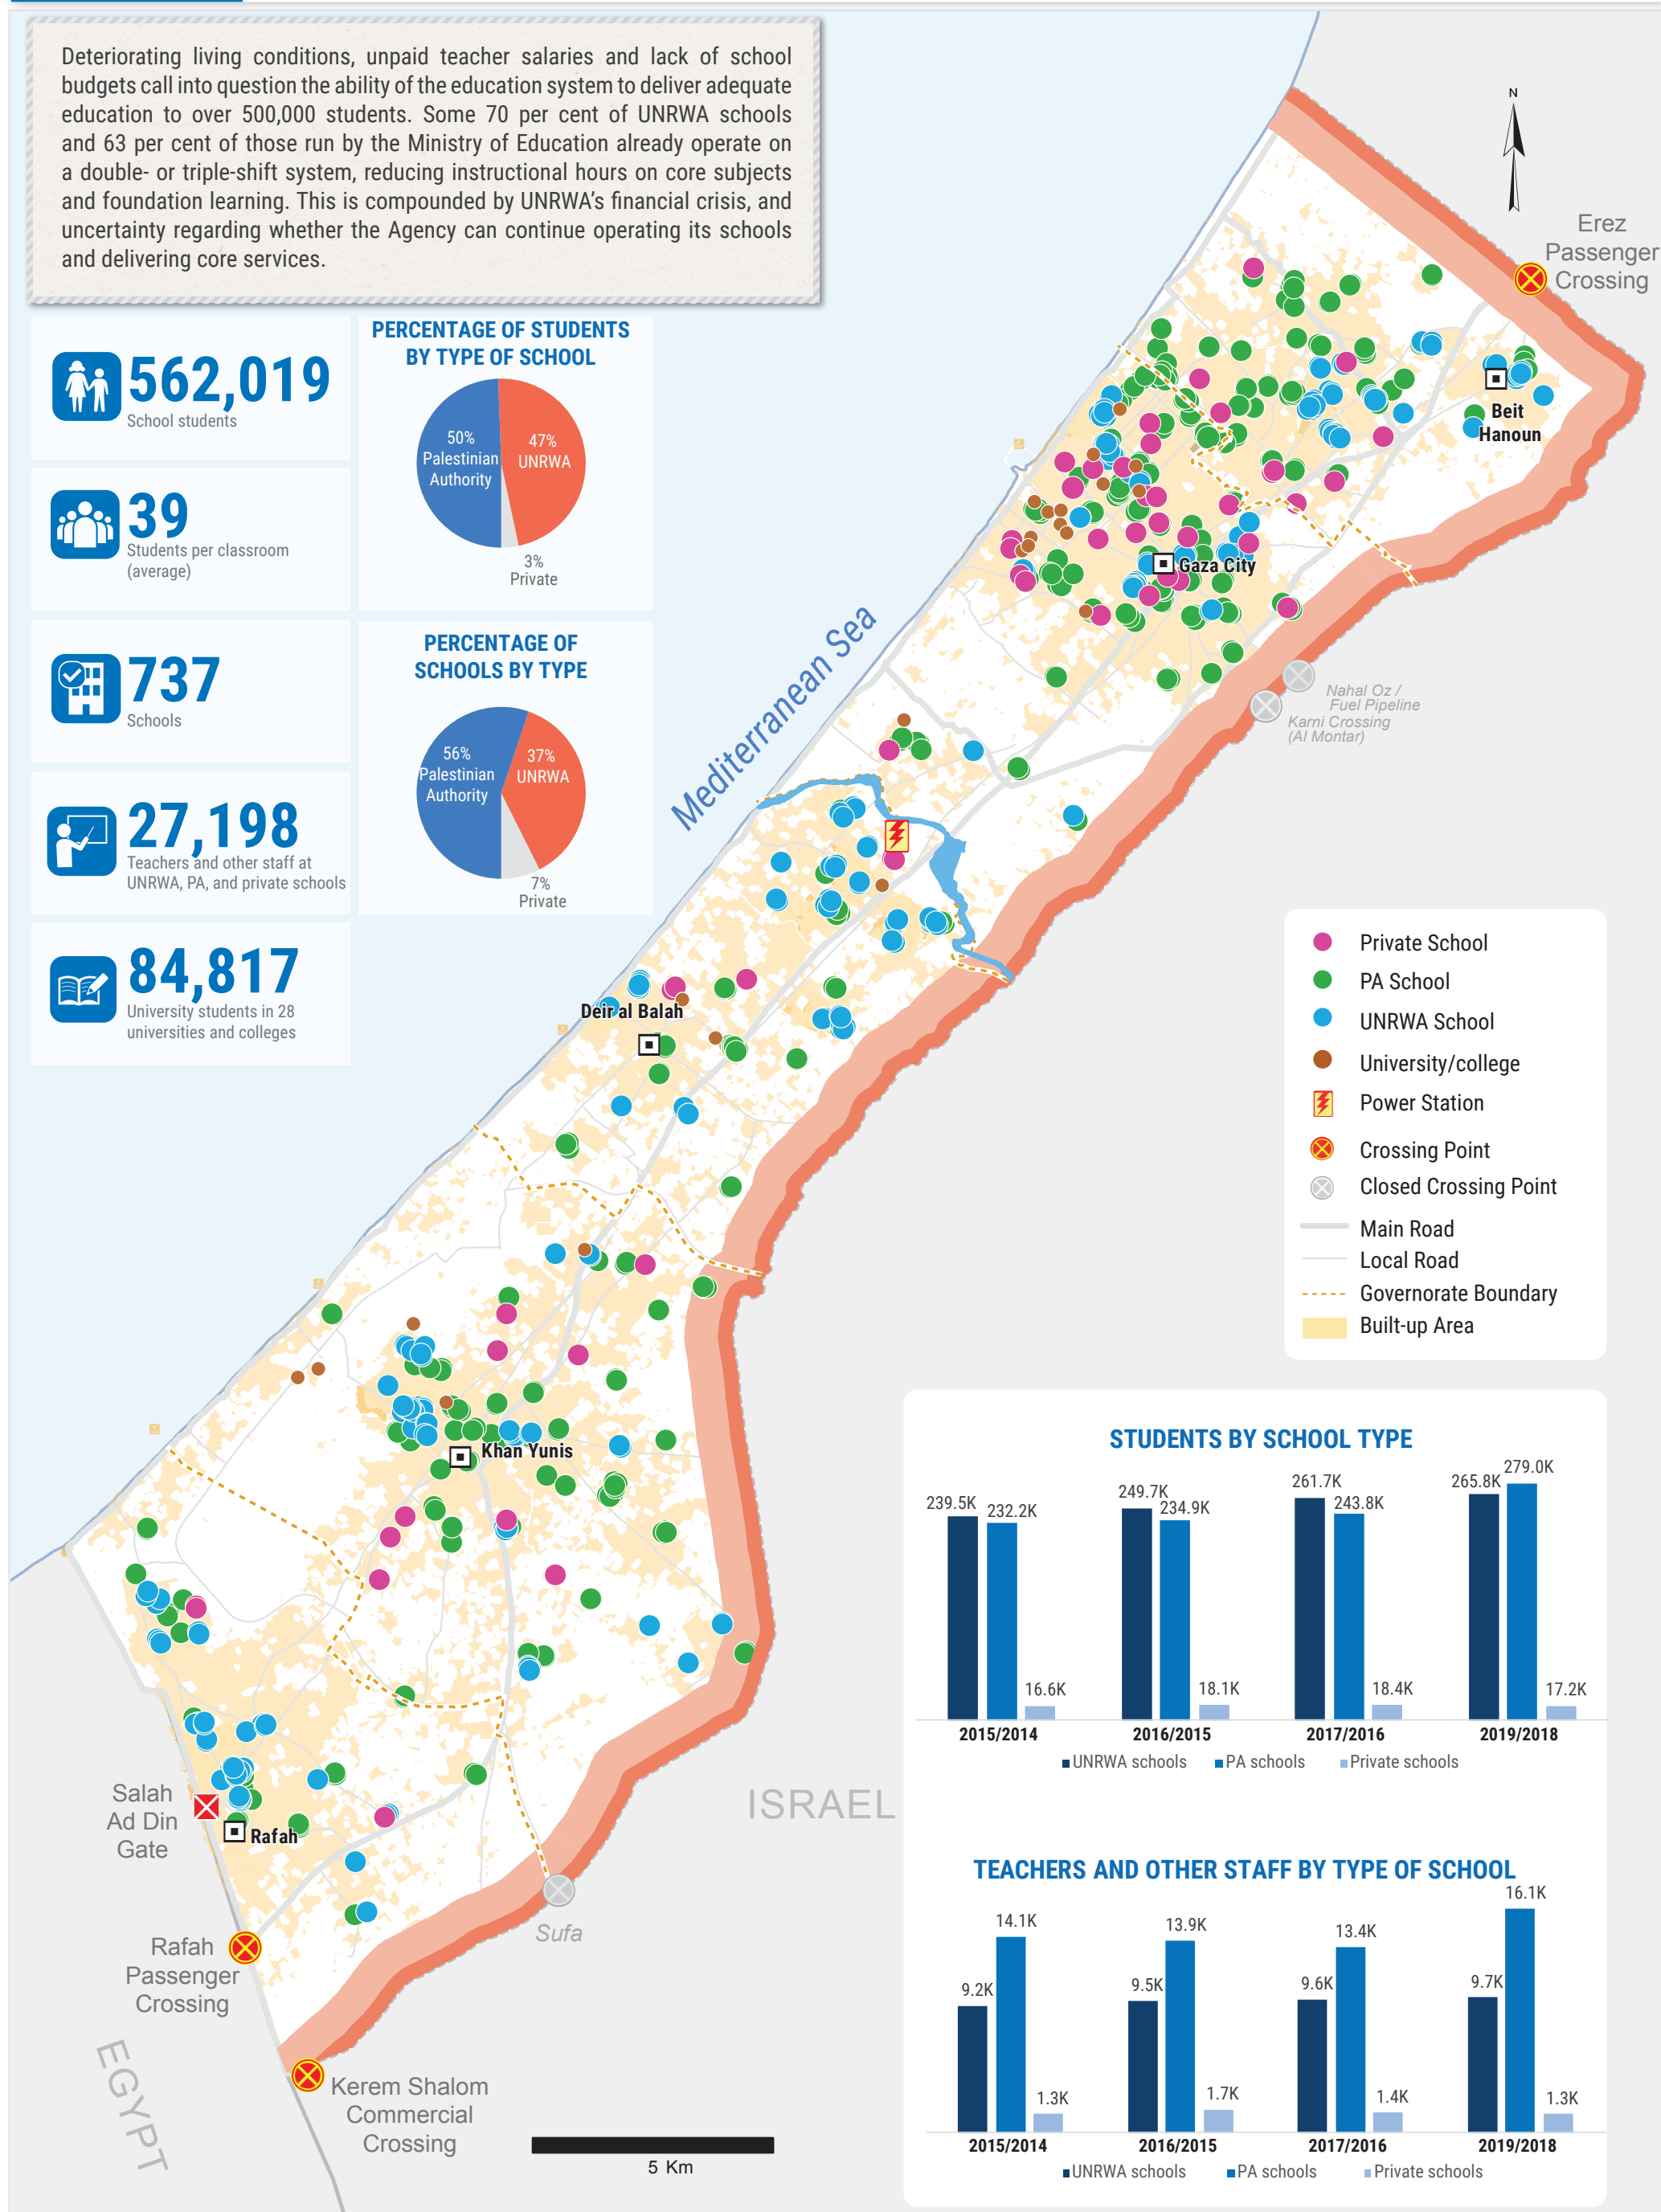 Deteriorating living conditions, unpaid teacher salaries and lack of school
budgets call into question the ability of the education system to deliver adequate
education to over 500,000 students. Some 70 per cent of UNRWA schools
and 63 per cent of those run by the Ministry of Education already operate on
a double- or triple-shift system, reducing instructional hours on core subjects
and foundation learning. This is compounded by UNRWA's financial crisis, and
uncertainty regarding whether the Agency can continue operating its schools
and delivering core services.
562,019
School students
39
Students per classroom
(average)
737
Schools
27,198
Teachers and other staff at
UNRWA, PA, and private schools
84,817
University students in 28
universities and colleges
PERCENTAGE OF STUDENTS
BY TYPE OF SCHOOL
50%
Palestinian
Authority
47%
UNRWA
3%
Private
PERCENTAGE OF
SCHOOLS BY TYPE
56%
Palestinian
Authority
37%
UNRWA
7%
Private
N
Erez
Passenger
Crossing
Beit
Hanoun
Gaza City
Mediterranean Sea
Nahal Oz /
Fuel Pipeline
Karni Crossing
(Al Montar)
Deir al Balah
Khan Yunis
Salah
Ad Din
Gate
Rafah
Rafah
Passenger
Crossing
Sufa
ISRAEL
EGYPT
Kerem Shalom
Commercial
Crossing
5 Km
Private School
PA School
UNRWA School
University/college
Power Station
Crossing Point
Closed Crossing Point
Main Road
Local Road
Governorate Boundary
Built-up Area
STUDENTS BY SCHOOL TYPE
239.5K 232.2K 16.6K
249.7K 234.9K 18.1K
261.7K 243.8K 18.4K
265.8K 279.0K 17.2K
2015/2014 2016/2015 2017/2016 2019/2018
UNRWA schools PA schools Private schools
TEACHERS AND OTHER STAFF BY TYPE OF SCHOOL
9.2K 14.1K 1.3K
9.5K 13.9K 1.7K
9.6K 13.4K 1.4K
9.7K 16.1K 1.3K
2015/2014 2016/2015 2017/2016 2019/2018
UNRWA schools PA schools Private schools